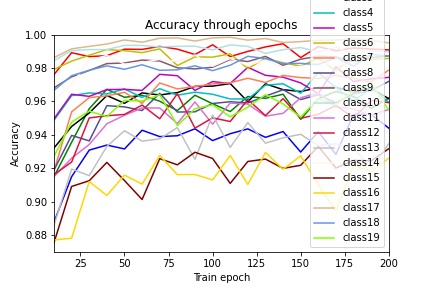 Accuracy through epochs
1.00
0.98
0.96
0.94
0.92
0.90
0.88
Accuracy
25
50
75
100
125
150
175
200
Train epoch
class4
class5
class6
class7
class8
class9
class10
class11
class12
class13
class14
class15
class16
class17
class18
class19